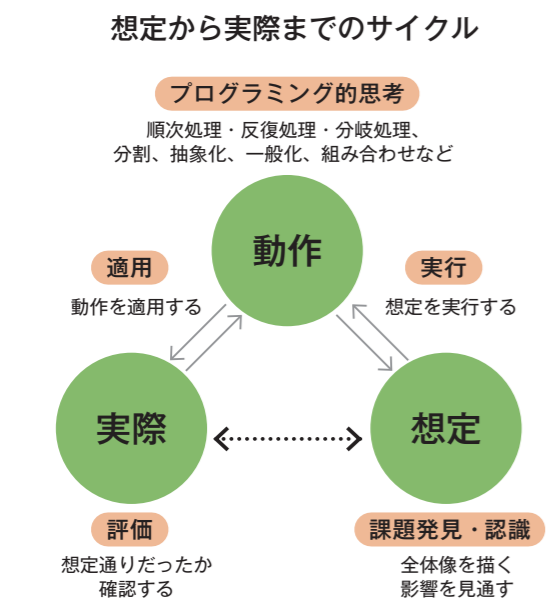 想定から実際までのサイクル
プログラミング的思考
順次処理・反復処理・分岐処理、
分割、抽象化、一般化、組み合わせなど
動作
適用
動作を適用する
実行
想定を実行する
実際
想定
評価
想定通りだったか
確認する
課題発見・認識
全体像を描く
影響を見通す